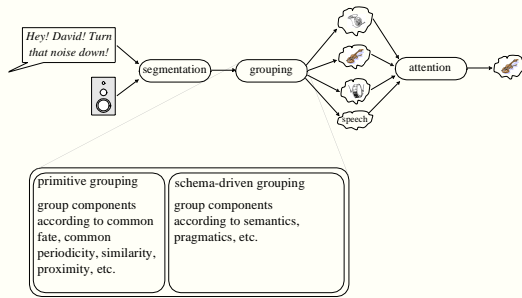 Hey! David! Turn
that noise down!
segmentation
grouping
speech
attention
primitive grouping
group components
according to common
fate, common
periodicity, similarity,
proximity, etc.
schema-driven grouping
group components
according to semantics,
pragmatics, etc.